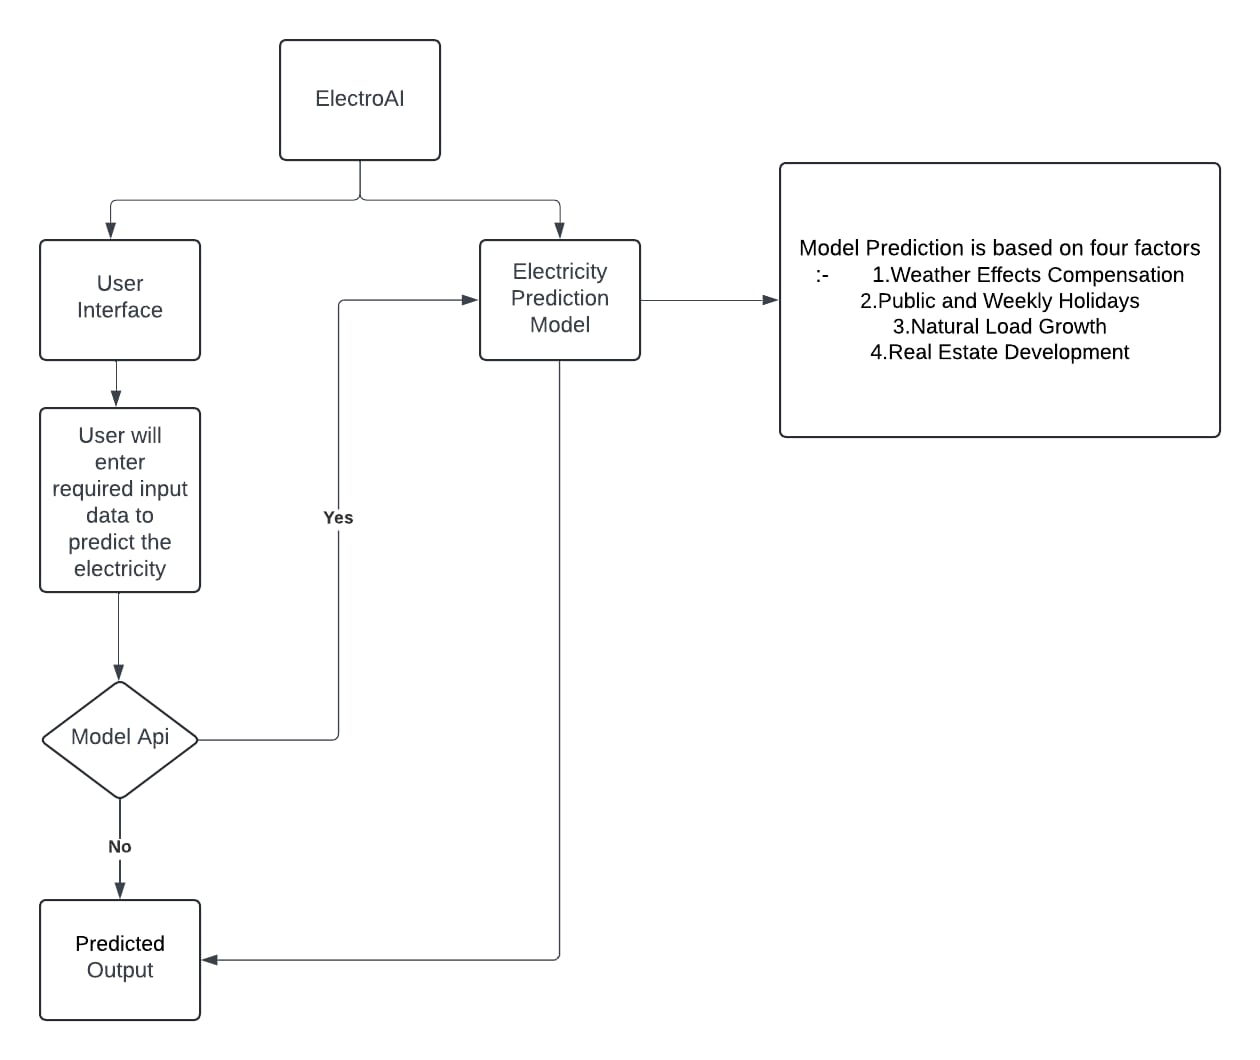 ElectroAI
User
Interface
Electricity
Prediction
Model
Model Prediction is based on four factors
:- 1.Weather Effects Compensation
2.Public and Weekly Holidays
3.Natural Load Growth
4.Real Estate Development
User will
enter
required input
data to
predict the
electricity
Yes
Model Api
No
Predicted
Output